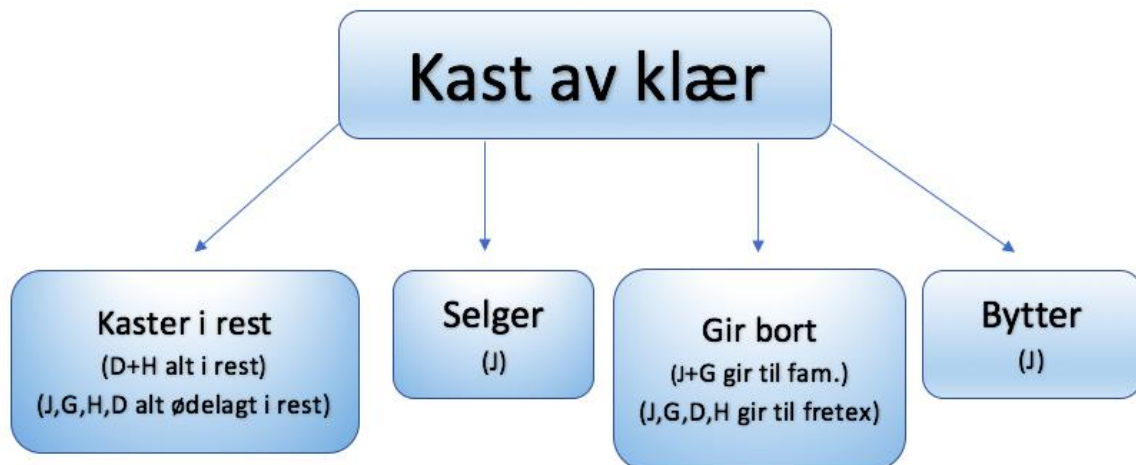 Kast av klær
Kaster i rest
(D+H alt i rest)
(J,G,H,D alt ødelagt i rest)
Selger
(J)
Gir bort
(J+G gir til fam.)
(J,G,D,H gir til fretex)
Bytter
(J)